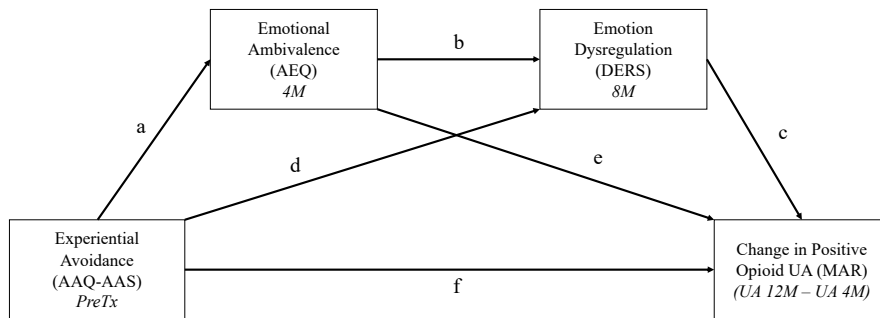 Emotional
Ambivalence
(AEQ)
4M
b
Emotion
Dysregulation
(DERS)
8M
a
d
e
c
Experiential
Avoidance
(AAQ-AAS)
PreTx
f
Change in Positive
Opioid UA (MAR)
(UA 12M – UA 4M)